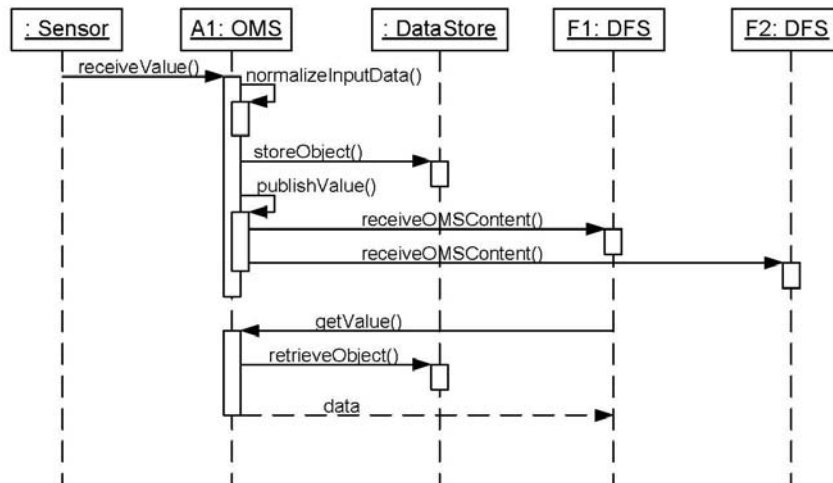 : Sensor
A1: OMS
: DataStore
F1: DFS
F2: DFS
receiveValue()
normalizeInputData()
storeObject()
publishValue()
receiveOMSContent()
receiveOMSContent()
getValue()
retrieveObject()
data